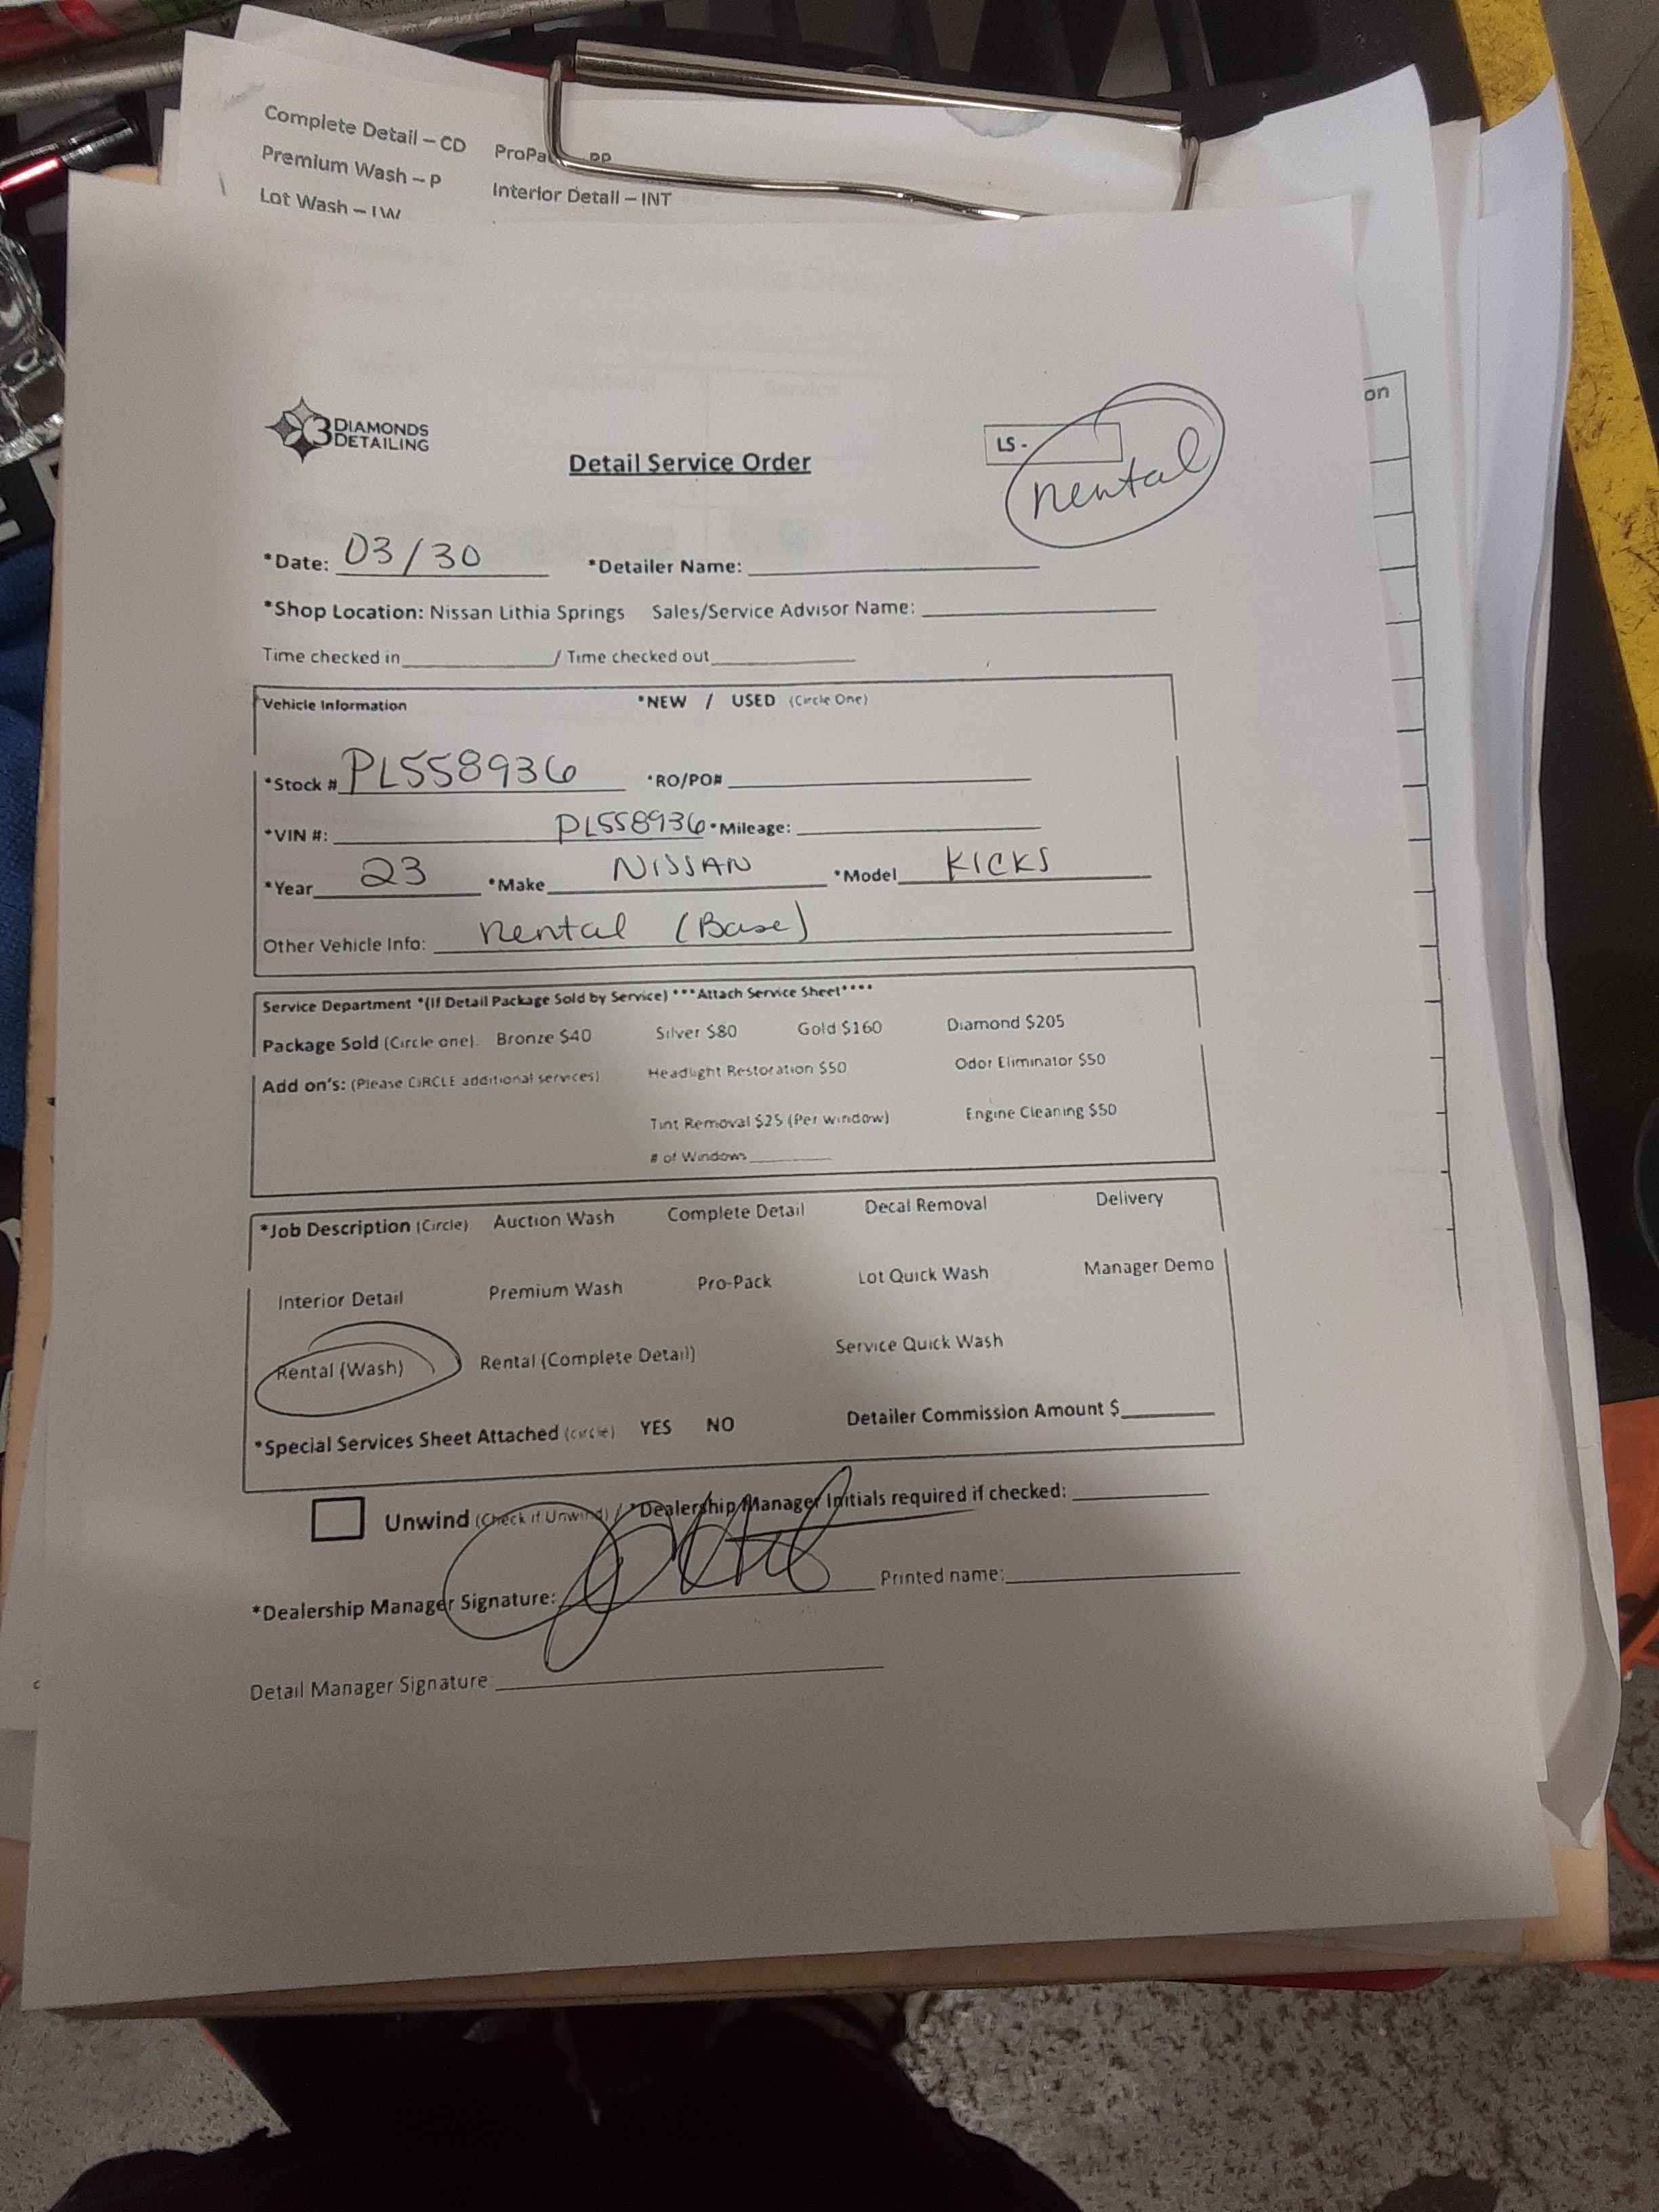 Complete Detail – CD
Premium Wash – P
Interior Detail – INT
on
3 DIAMONDS
DETAILING
LS -
Detail Service Order
Rental
*Date: 03/30 *Detailer Name:
*Shop Location: Nissan Lithia Springs Sales/Service Advisor Name:
Time checked in / Time checked out
Vehicle Information *NEW / USED (Circle One)
*Stock # PL558936 *RO/PO#
*VIN #: PL558936 *Mileage:
*Year 23 *Make NISSAN *Model KICKS
Other Vehicle Info: Rental (Base)
Service Department *(If Detail Package Sold by Service) ***Attach Service Sheet****
Package Sold (Circle one). Bronze $40 Silver $80 Gold $160 Diamond $205
Add on's: (Please CIRCLE additional services) Headlight Restoration $50 Odor Eliminator $50
Tint Removal $25 (Per window) Engine Cleaning $50
# of Windows
*Job Description (Circle) Auction Wash Complete Detail Decal Removal Delivery
Interior Detail Premium Wash Pro-Pack Lot Quick Wash Manager Demo
Rental (Wash) Rental (Complete Detail) Service Quick Wash
*Special Services Sheet Attached (circle) YES NO Detailer Commission Amount $
Unwind (Check if Unwind) / *Dealership Manager Initials required if checked:
*Dealership Manager Signature: Printed name:
Detail Manager Signature